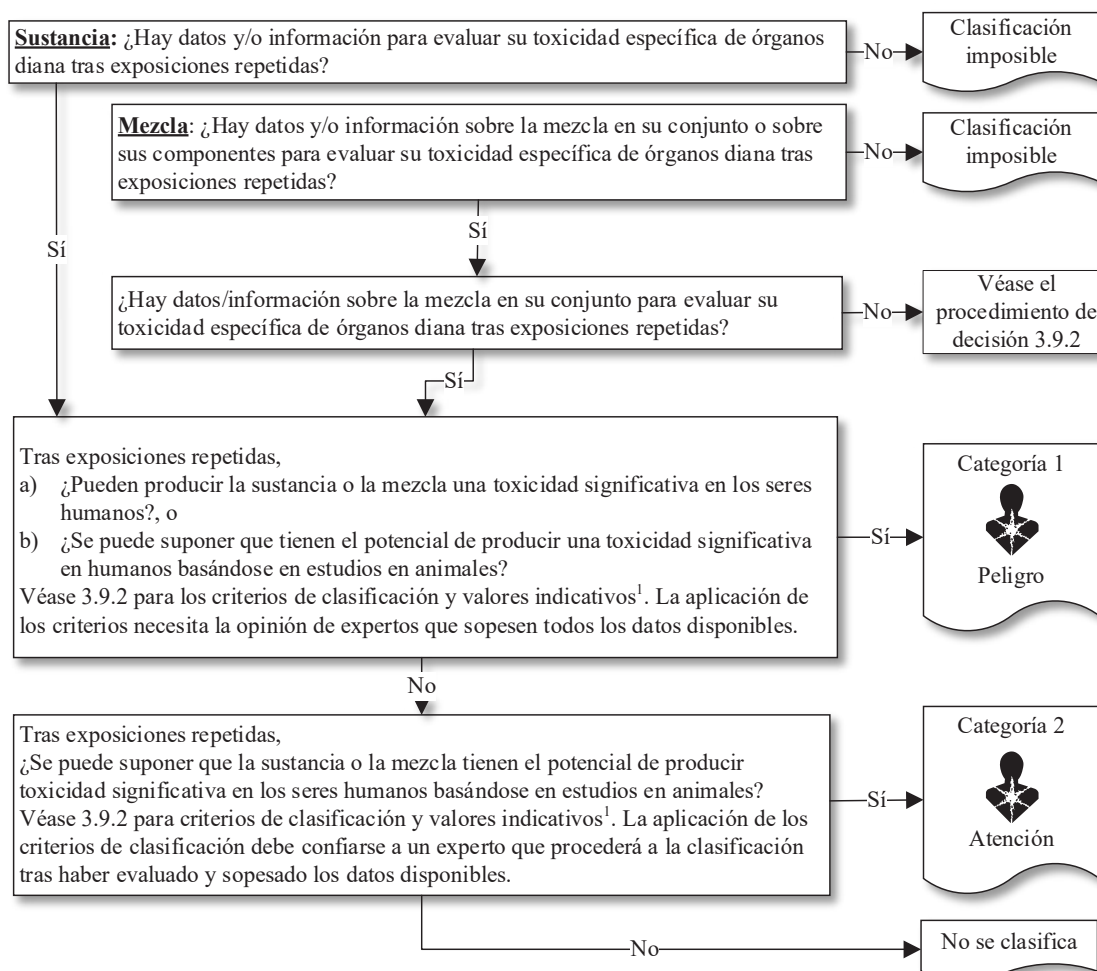 Sustancia: ¿Hay datos y/o información para evaluar su toxicidad específica de órganos
diana tras exposiciones repetidas?
No
Clasificación
imposible
Mezcla: ¿Hay datos y/o información sobre la mezcla en su conjunto o sobre
sus componentes para evaluar su toxicidad específica de órganos diana tras
exposiciones repetidas?
No
Clasificación
imposible
Sí
Sí
¿Hay datos/información sobre la mezcla en su conjunto para evaluar su
toxicidad específica de órganos diana tras exposiciones repetidas?
No
Véase el
procedimiento de
decisión 3.9.2
Sí
Tras exposiciones repetidas,
a) ¿Pueden producir la sustancia o la mezcla una toxicidad significativa en los seres
humanos?, o
b) ¿Se puede suponer que tienen el potencial de producir una toxicidad significativa
en humanos basándose en estudios en animales?
Véase 3.9.2 para los criterios de clasificación y valores indicativos¹. La aplicación de
los criterios necesita la opinión de expertos que sopesen todos los datos disponibles.
Sí
Categoría 1
Peligro
No
Tras exposiciones repetidas,
¿Se puede suponer que la sustancia o la mezcla tienen el potencial de producir
toxicidad significativa en los seres humanos basándose en estudios en animales?
Véase 3.9.2 para criterios de clasificación y valores indicativos¹. La aplicación de los
criterios de clasificación debe confiarse a un experto que procederá a la clasificación
tras haber evaluado y sopesado los datos disponibles.
Sí
Categoría 2
Atención
No
No se clasifica